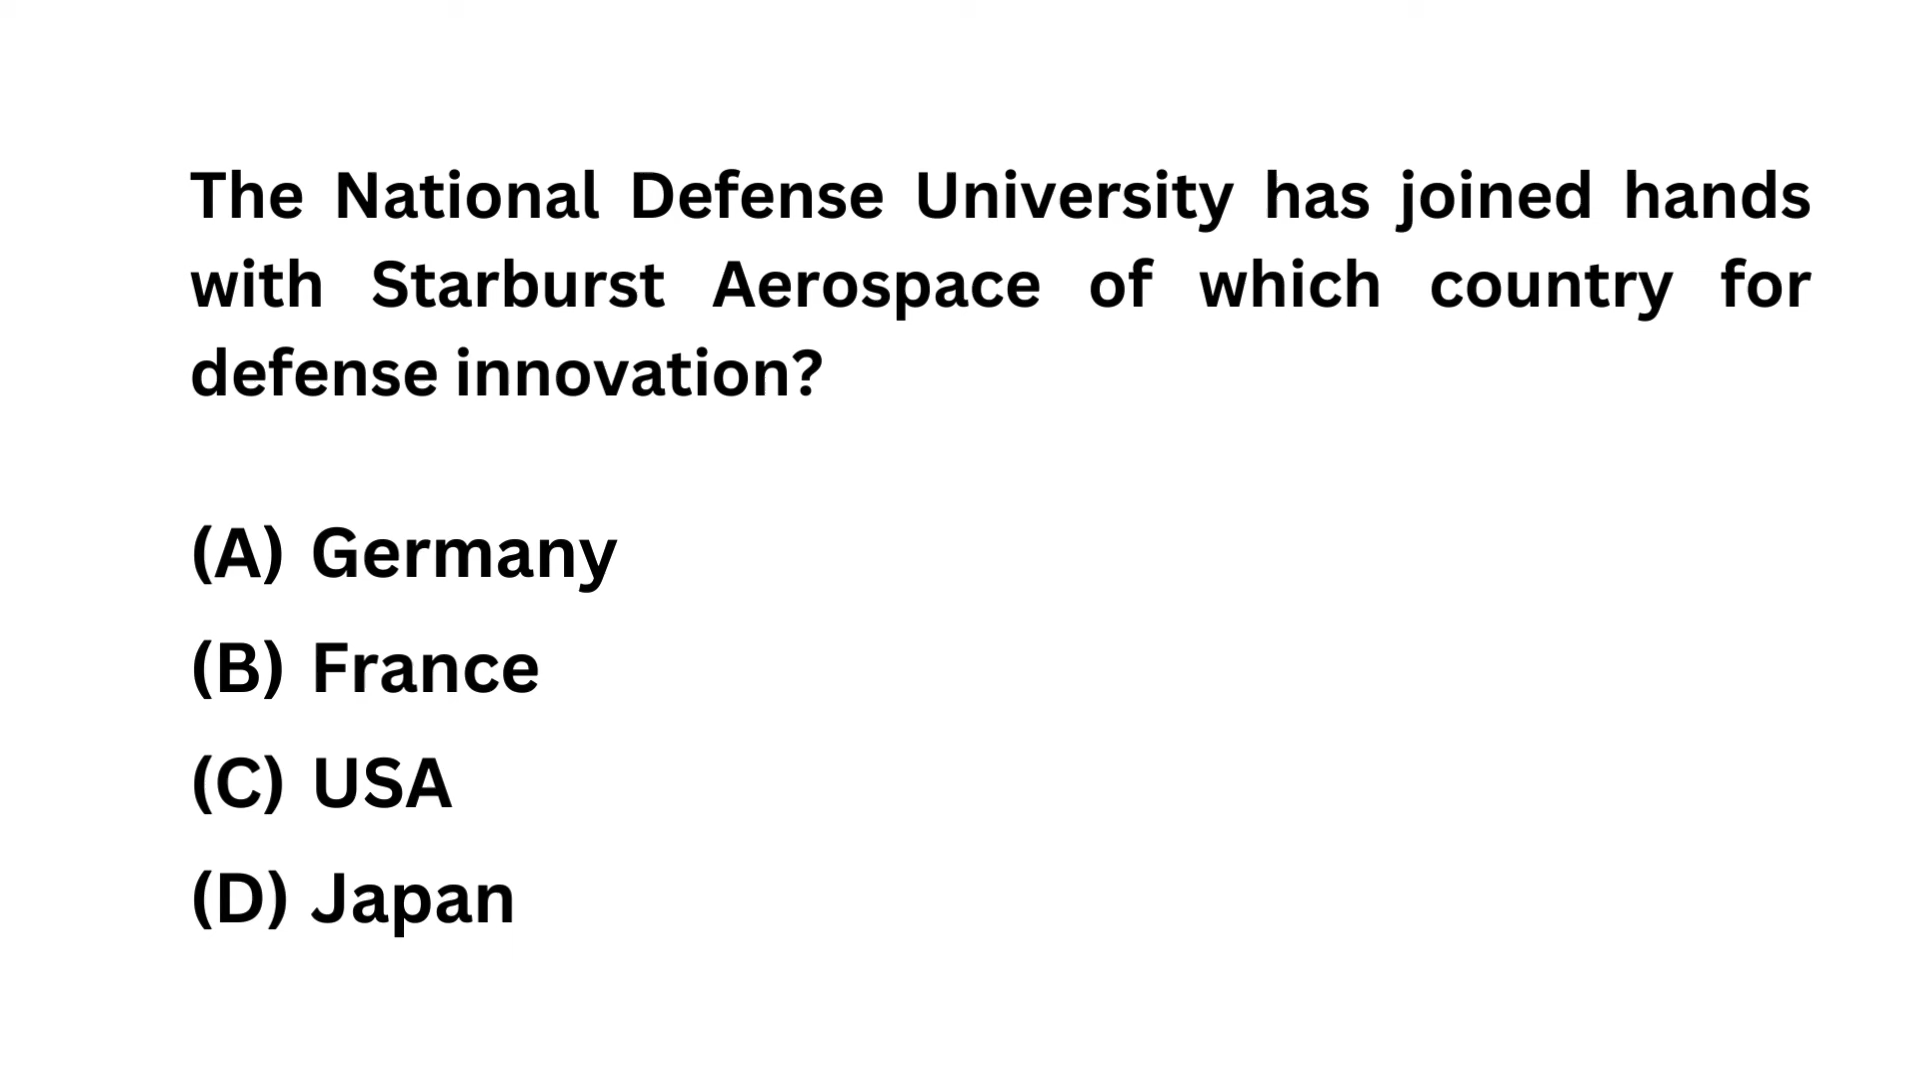 The National Defense University has joined hands
with Starburst Aerospace of which country for
defense innovation?
(A) Germany
(B) France
(C) USA
(D) Japan